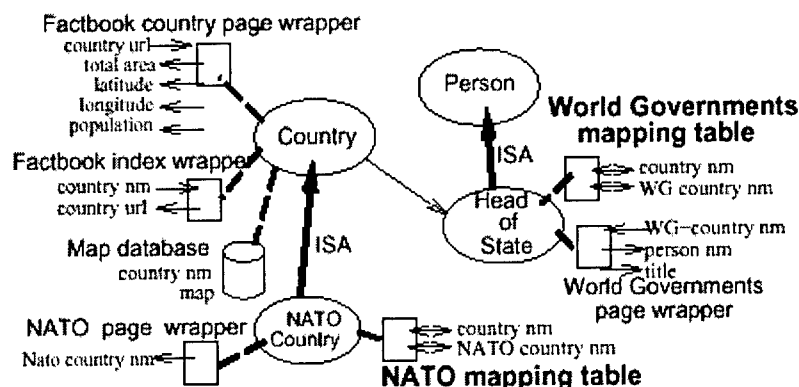 Factbook country page wrapper
country url
total area
latitude
longitude
population
Person
World Governments
mapping table
Country
ISA
country nm
WG country nm
Factbook index wrapper
country nm
country url
Head
of
State
WG-country nm
person nm
title
World Governments
page wrapper
Map database
country nm
map
ISA
NATO page wrapper
Nato country nm
NATO
Country
country nm
NATO country nm
NATO mapping table